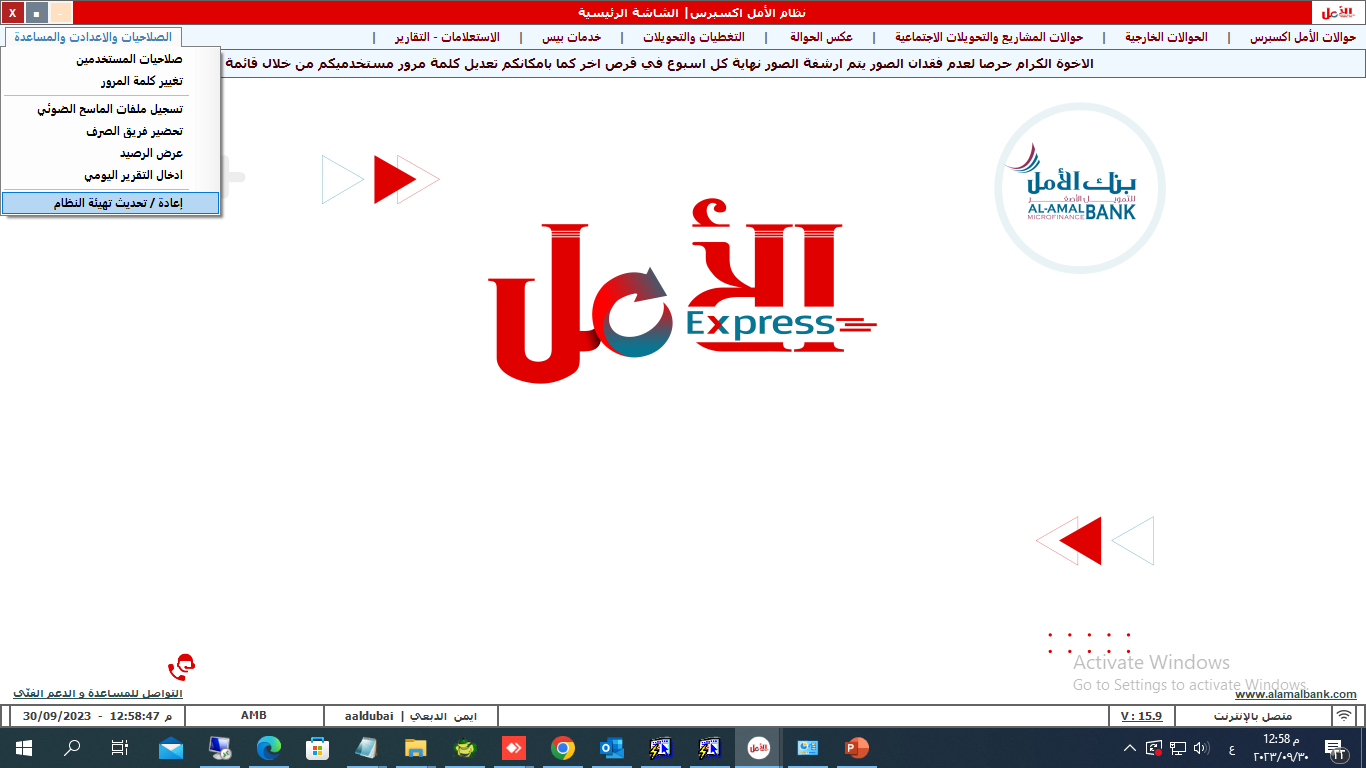 نظام الأمل اكسبرس| الشاشة الرئيسية
X
الأمل
حوالات الأمل اكسبرس | الحوالات الخارجية | حوالات المشاريع والتحويلات الاجتماعية | عكس الحوالة | التغطيات والتحويلات | خدمات بيس | الاستعلامات - التقارير | الصلاحيات والاعدادت والمساعدة
الاخوة الكرام حرصا لعدم فقدان الصور يتم ارشفة الصور نهاية كل اسبوع في قرص اخر كما بامكانكم تعديل كلمة مرور مستخدميكم من خلال قائمة
صلاحيات المستخدمين
تغيير كلمة المرور
تسجيل ملفات الماسح الضوئي
تحضير فريق الصرف
عرض الرصيد
ادخال التقرير اليومي
إعادة / تحديث تهيئة النظام
بنك الأمل
للتمويل الأصغر
AL-AMAL BANK
MICROFINANCE
الأمل
Express
Activate Windows
Go to Settings to activate Windows.
www.alamalbank.com
التواصل للمساعدة و الدعم الفنّي
متصل بالإنترنت
V : 15.9
ايمن الدبعي | aaldubai
AMB
30/09/2023 - 12:58:47 م
الأمل
ع
12:58 م
٢٠٢٣/٠٩/٣٠
١٢